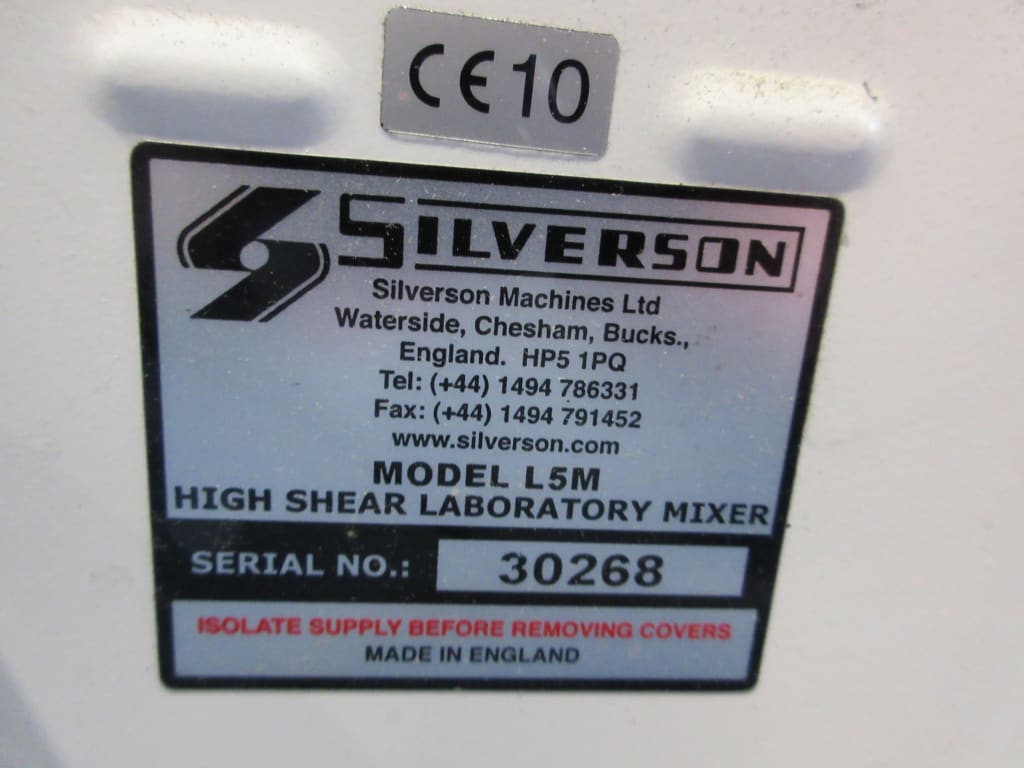 CE 10
SILVERSON
Silverson Machines Ltd
Waterside, Chesham, Bucks.,
England. HP5 1PQ
Tel: (+44) 1494 786331
Fax: (+44) 1494 791452
www.silverson.com
MODEL L5M
HIGH SHEAR LABORATORY MIXER
SERIAL NO.: 30268
ISOLATE SUPPLY BEFORE REMOVING COVERS
MADE IN ENGLAND